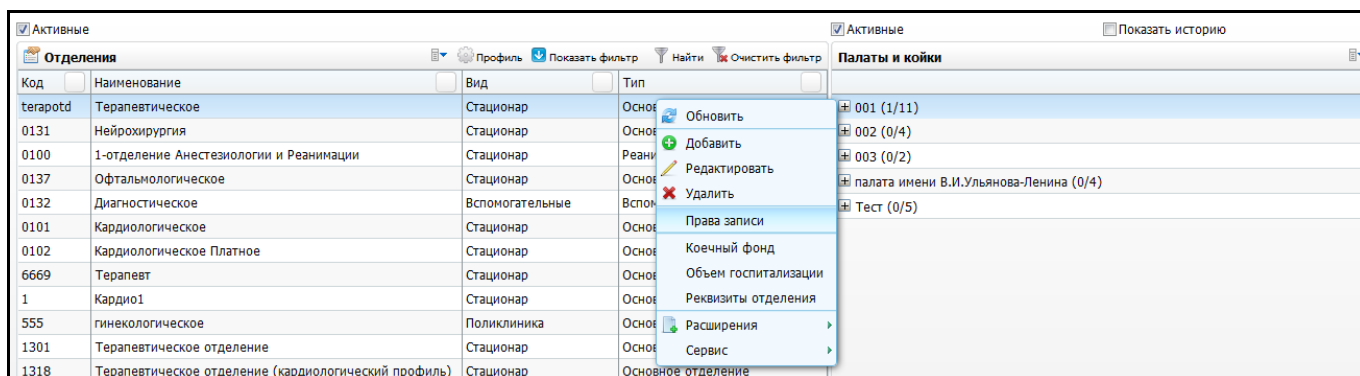 Активные Активные Показать историю
Отделения Профиль Показать фильтр Найти Очистить фильтр Палаты и койки
Код Наименование Вид Тип
terapotd Терапевтическое Стационар Основ 001 (1/11)
Обновить
0131 Нейрохирургия Стационар Основ 002 (0/4)
Добавить
0100 1-отделение Анестезиологии и Реанимации Стационар Реани 003 (0/2)
Редактировать
0137 Офтальмологическое Стационар Основ палата имени В.И.Ульянова-Ленина (0/4)
Удалить
0132 Диагностическое Вспомогательные Вспом Тест (0/5)
Права записи
0101 Кардиологическое Стационар Основ
Коечный фонд
0102 Кардиологическое Платное Стационар Основ
Объем госпитализации
6669 Терапевт Стационар Основ
Реквизиты отделения
1 Кардио1 Стационар Основ
555 гинекологическое Поликлиника Основ
Расширения
1301 Терапевтическое отделение Стационар Основ
Сервис
1318 Терапевтическое отделение (кардиологический профиль) Стационар Основное отделение